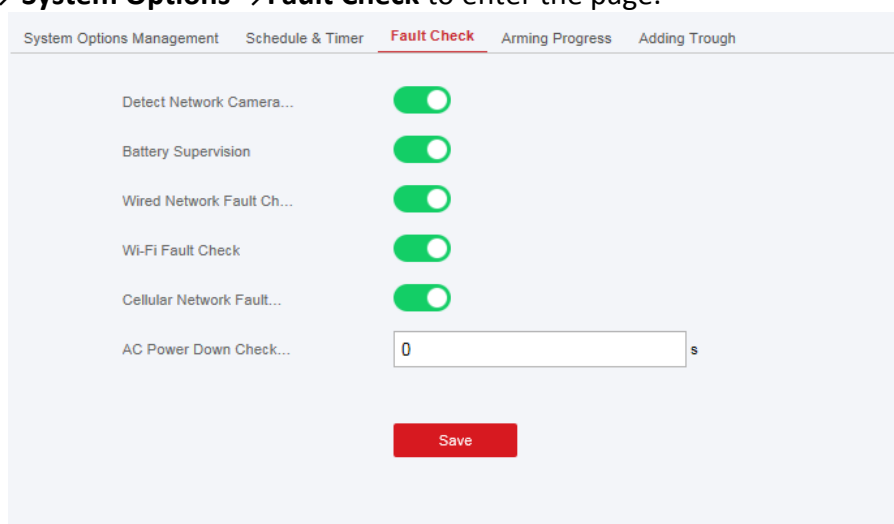 → System Options → Fault Check to enter the page.
System Options Management Schedule & Timer Fault Check Arming Progress Adding Trough
Detect Network Camera...
Battery Supervision
Wired Network Fault Ch...
Wi-Fi Fault Check
Cellular Network Fault...
AC Power Down Check... 0 s
Save